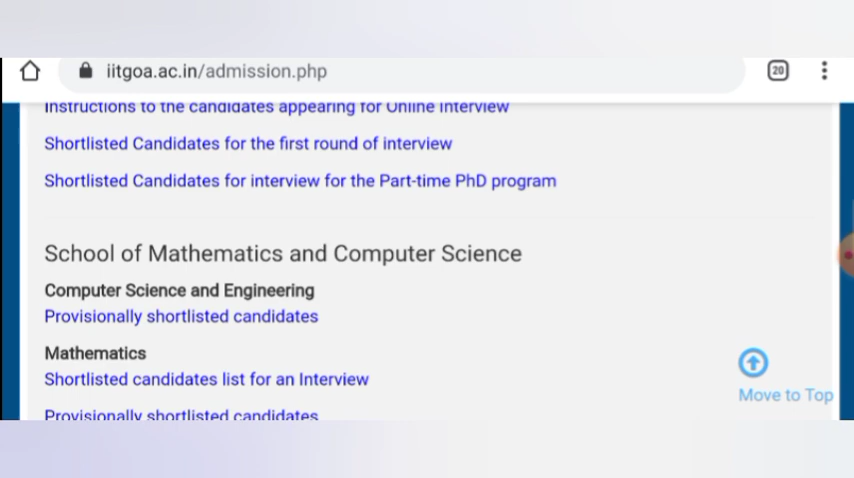 iitgoa.ac.in/admission.php
20
Instructions to the candidates appearing for Online Interview
Shortlisted Candidates for the first round of interview
Shortlisted Candidates for interview for the Part-time PhD program
School of Mathematics and Computer Science
Computer Science and Engineering
Provisionally shortlisted candidates
Mathematics
Shortlisted candidates list for an Interview
Move to Top
Provisionally shortlisted candidates